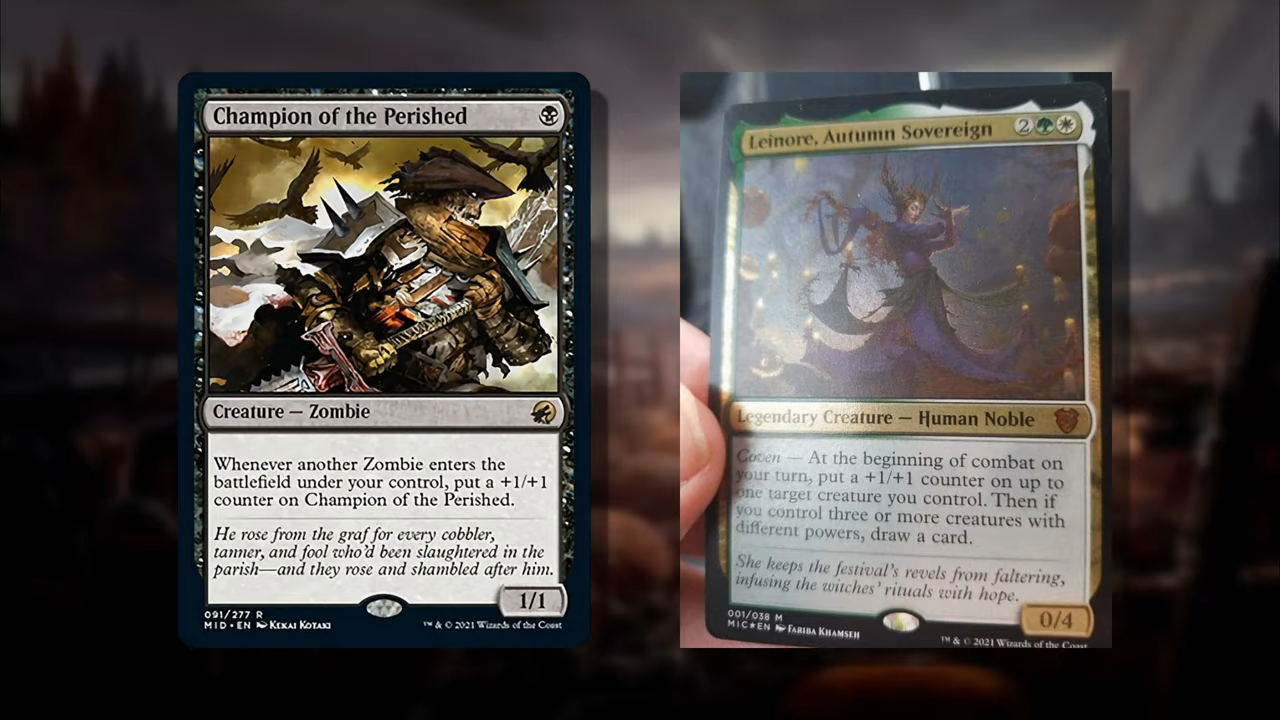 Champion of the Perished
Creature — Zombie
Whenever another Zombie enters the
battlefield under your control, put a +1/+1
counter on Champion of the Perished.
He rose from the graf for every cobbler,
tanner, and fool who'd been slaughtered in the
parish—and they rose and shambled after him.
1/1
091/277 R
MID • EN Kekai Kotaki
™ & © 2021 Wizards of the Coast
Leinore, Autumn Sovereign 2
Legendary Creature — Human Noble
Coven — At the beginning of combat on
your turn, put a +1/+1 counter on up to
one target creature you control. Then if
you control three or more creatures with
different powers, draw a card.
She keeps the festival's revels from faltering,
infusing the witches' rituals with hope.
0/4
001/038 M
MIC★EN Fariba Khamseh
™ & © 2021 Wizards of the Coast